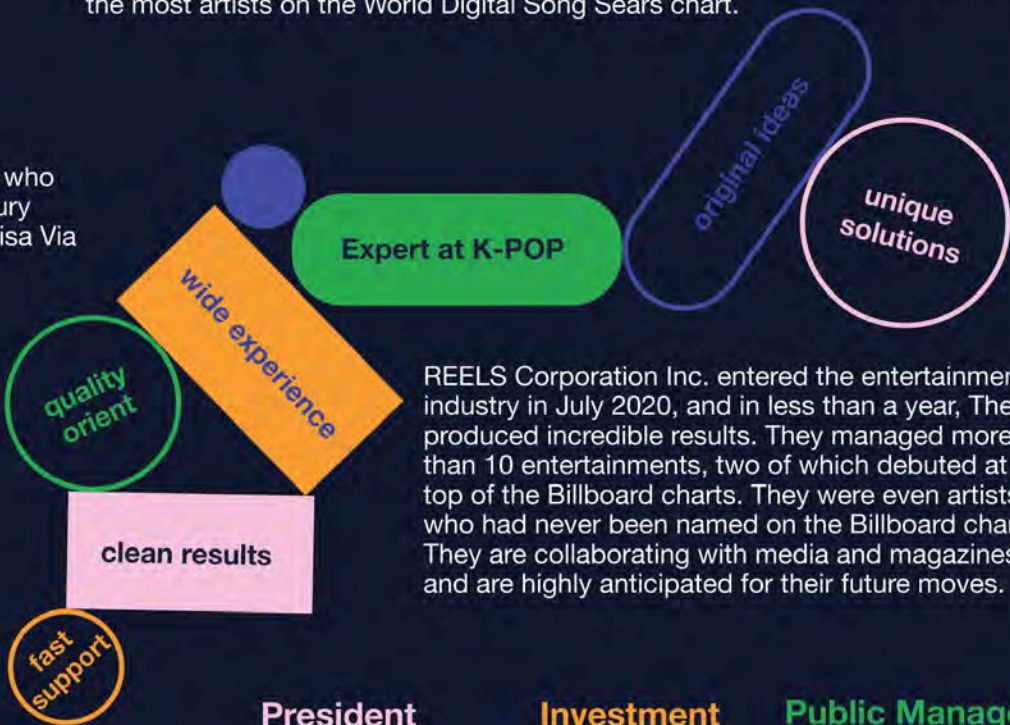 the most artists on the World Digital Song Sears chart.
original ideas
who
ury
isa Via
unique
solutions
Expert at K-POP
wide experience
quality
orient
REELS Corporation Inc. entered the entertainmen
industry in July 2020, and in less than a year, The
produced incredible results. They managed more
than 10 entertainments, two of which debuted at
top of the Billboard charts. They were even artists
who had never been named on the Billboard char
They are collaborating with media and magazines
and are highly anticipated for their future moves.
clean results
fast
support
President
Investment
Public Manage